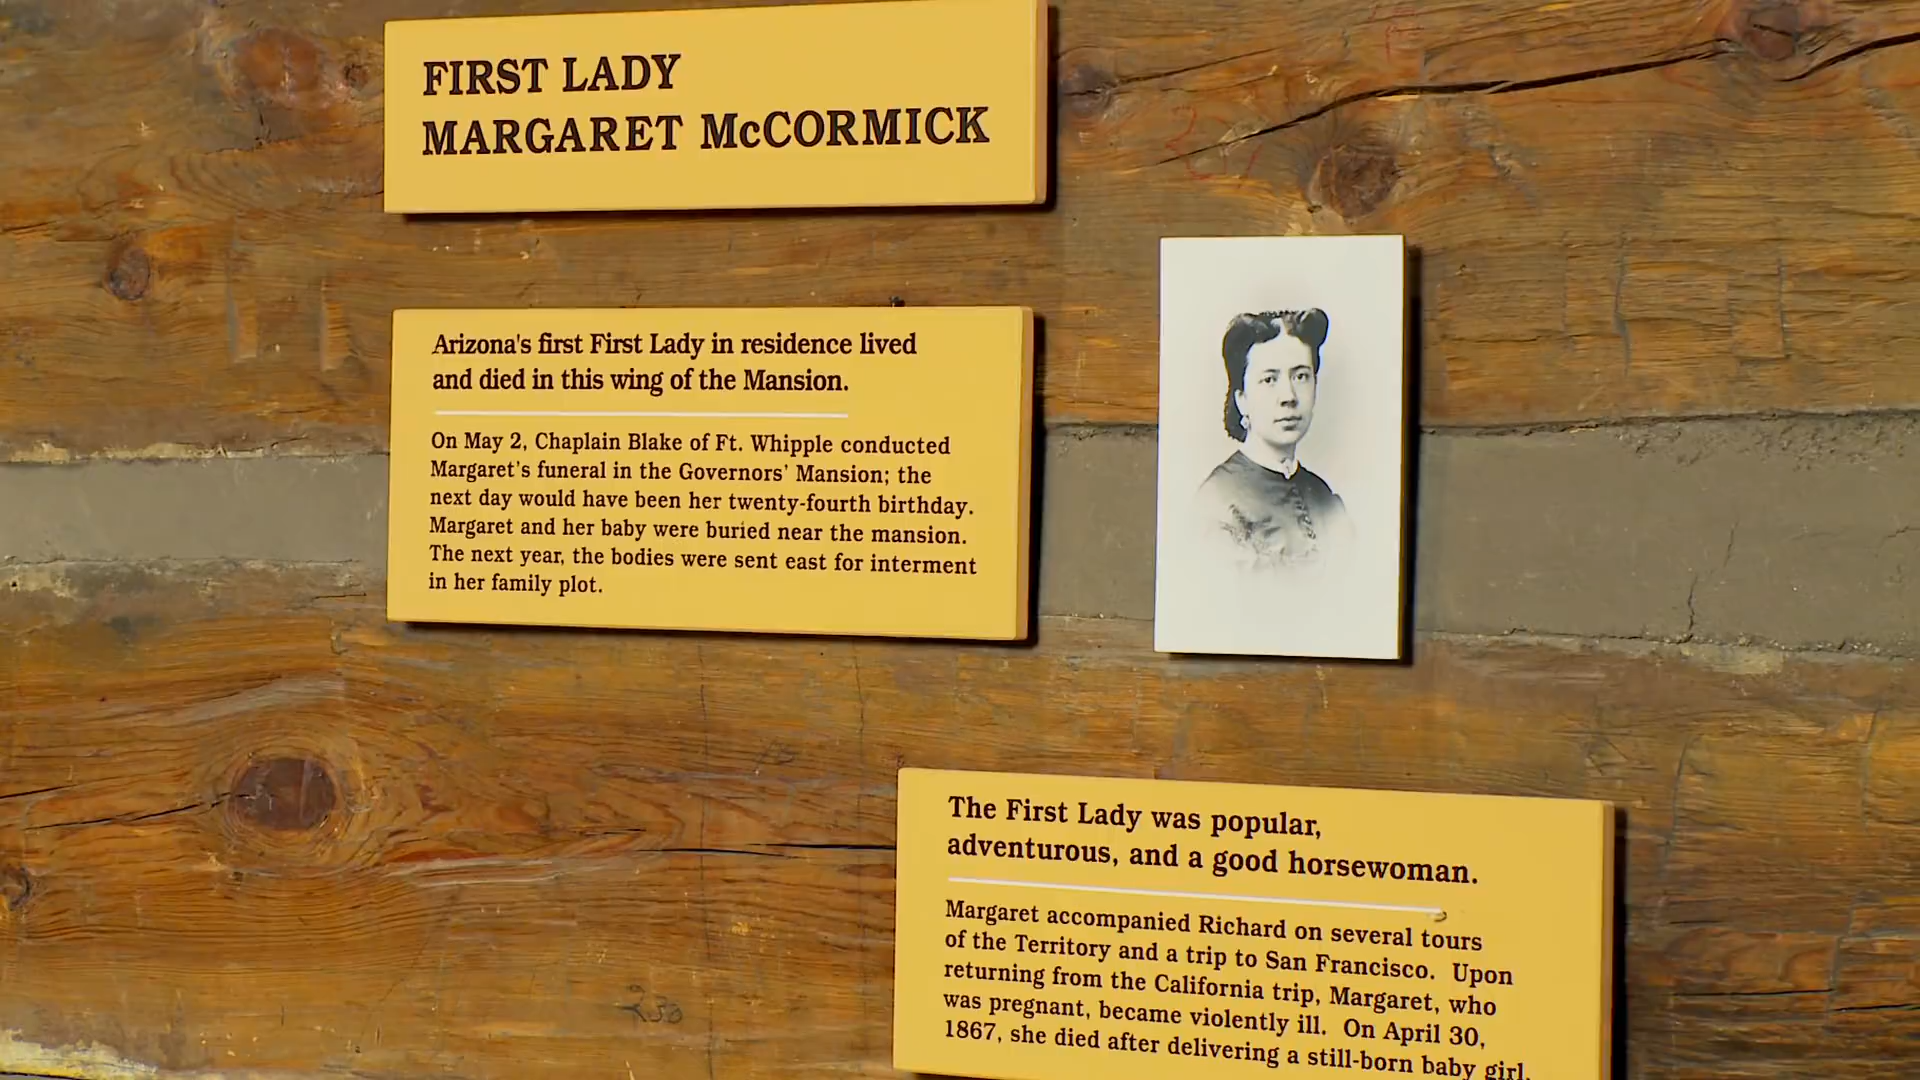 FIRST LADY
MARGARET McCORMICK
Arizona's first First Lady in residence lived
and died in this wing of the Mansion.
On May 2, Chaplain Blake of Ft. Whipple conducted
Margaret's funeral in the Governors' Mansion; the
next day would have been her twenty-fourth birthday.
Margaret and her baby were buried near the mansion.
The next year, the bodies were sent east for interment
in her family plot.
The First Lady was popular,
adventurous, and a good horsewoman.
Margaret accompanied Richard on several tours
of the Territory and a trip to San Francisco. Upon
returning from the California trip, Margaret, who
was pregnant, became violently ill. On April 30,
1867, she died after delivering a still-born baby girl.